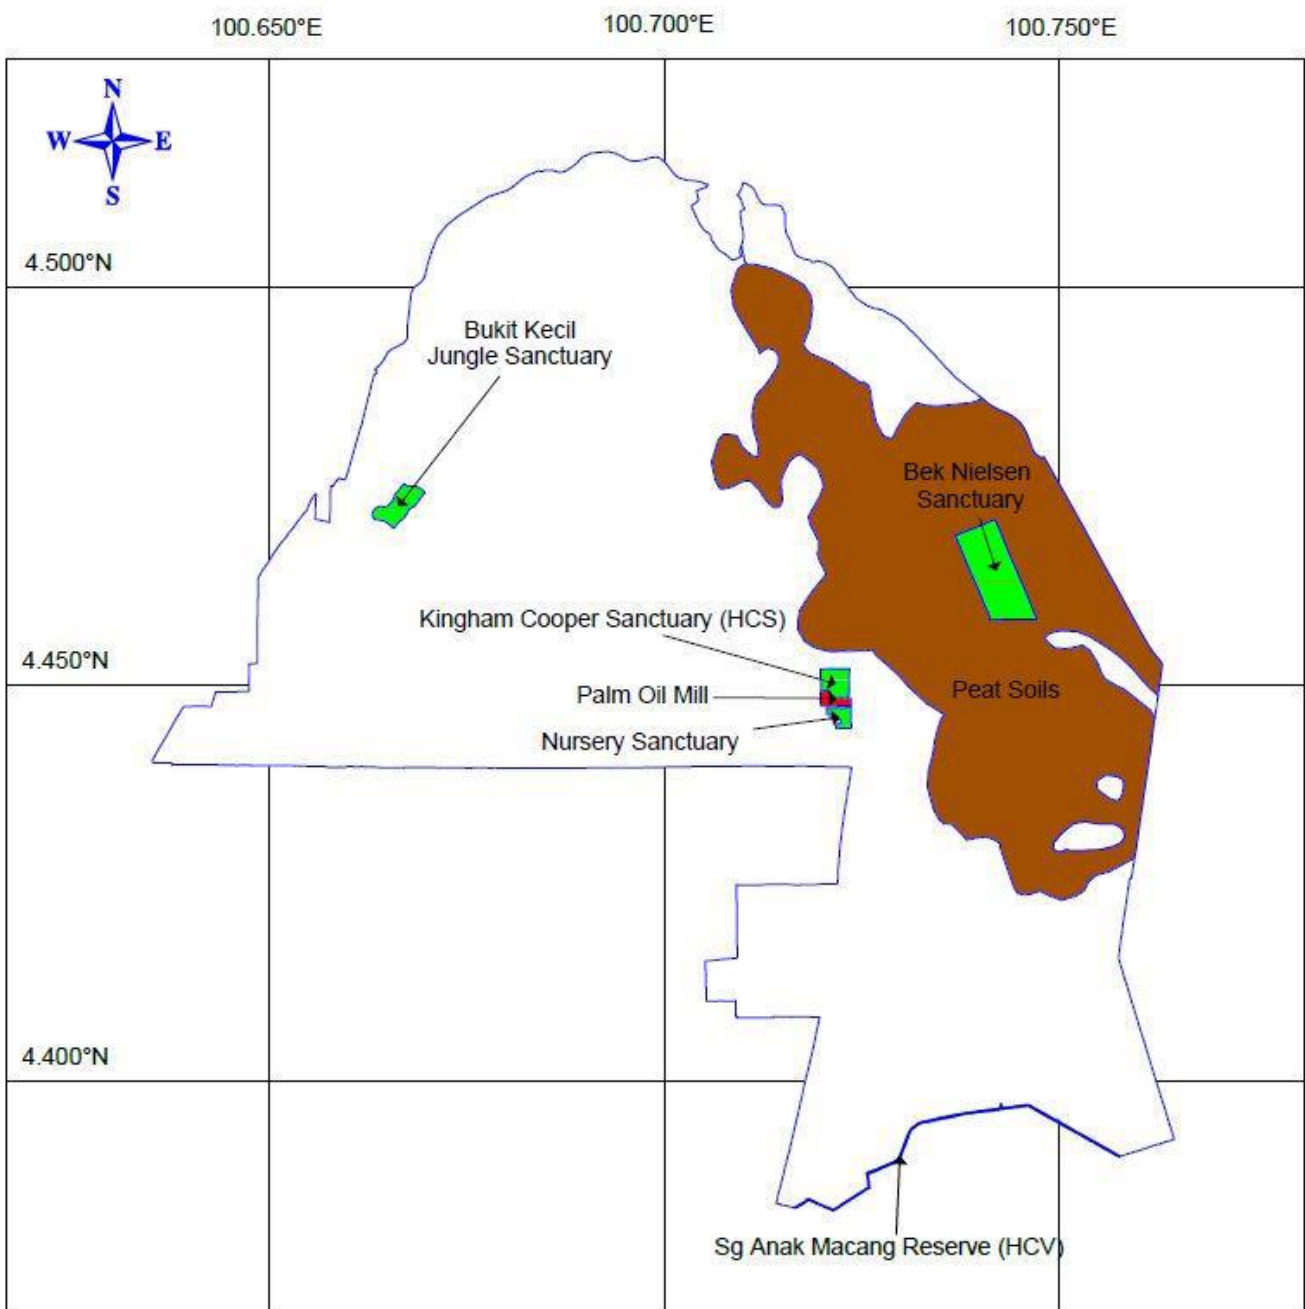 100.650°E
100.700°E
100.750°E
N
W
E
S
4.500°N
Bukit Kecil
Jungle Sanctuary
Bek Nielsen
Sanctuary
Kingham Cooper Sanctuary (HCS)
4.450°N
Palm Oil Mill
Peat Soils
Nursery Sanctuary
4.400°N
Sg Anak Macang Reserve (HCV)